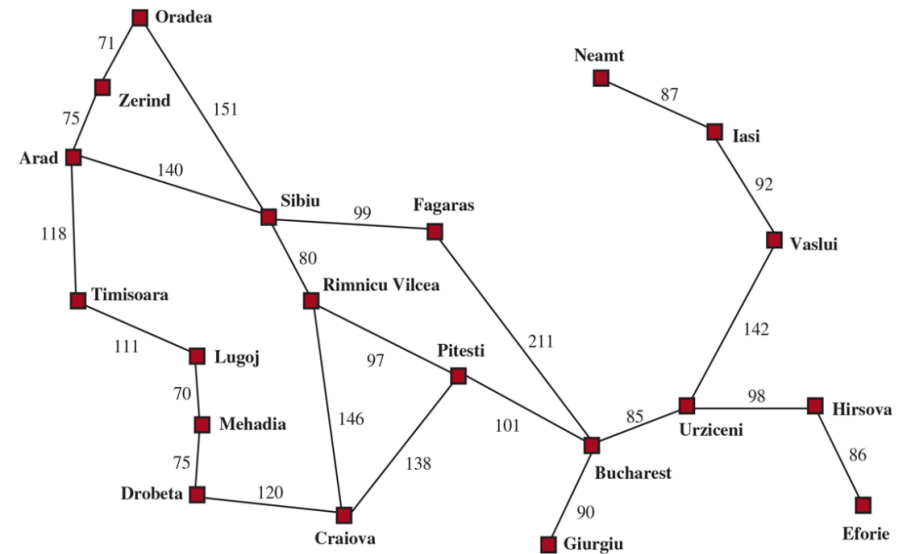 Oradea
71
Neamt
Zerind
87
151
75
Iasi
Arad
140
Sibiu
92
Fagaras
99
118
Vaslui
80
Timisoara
Rimnicu Vilcea
142
111
211
Lugoj
97
Pitesti
70
98
Hirsova
146
101
85
Mehadia
Urziceni
86
75
138
Bucharest
Drobeta
120
90
Eforie
Craiova
Giurgiu